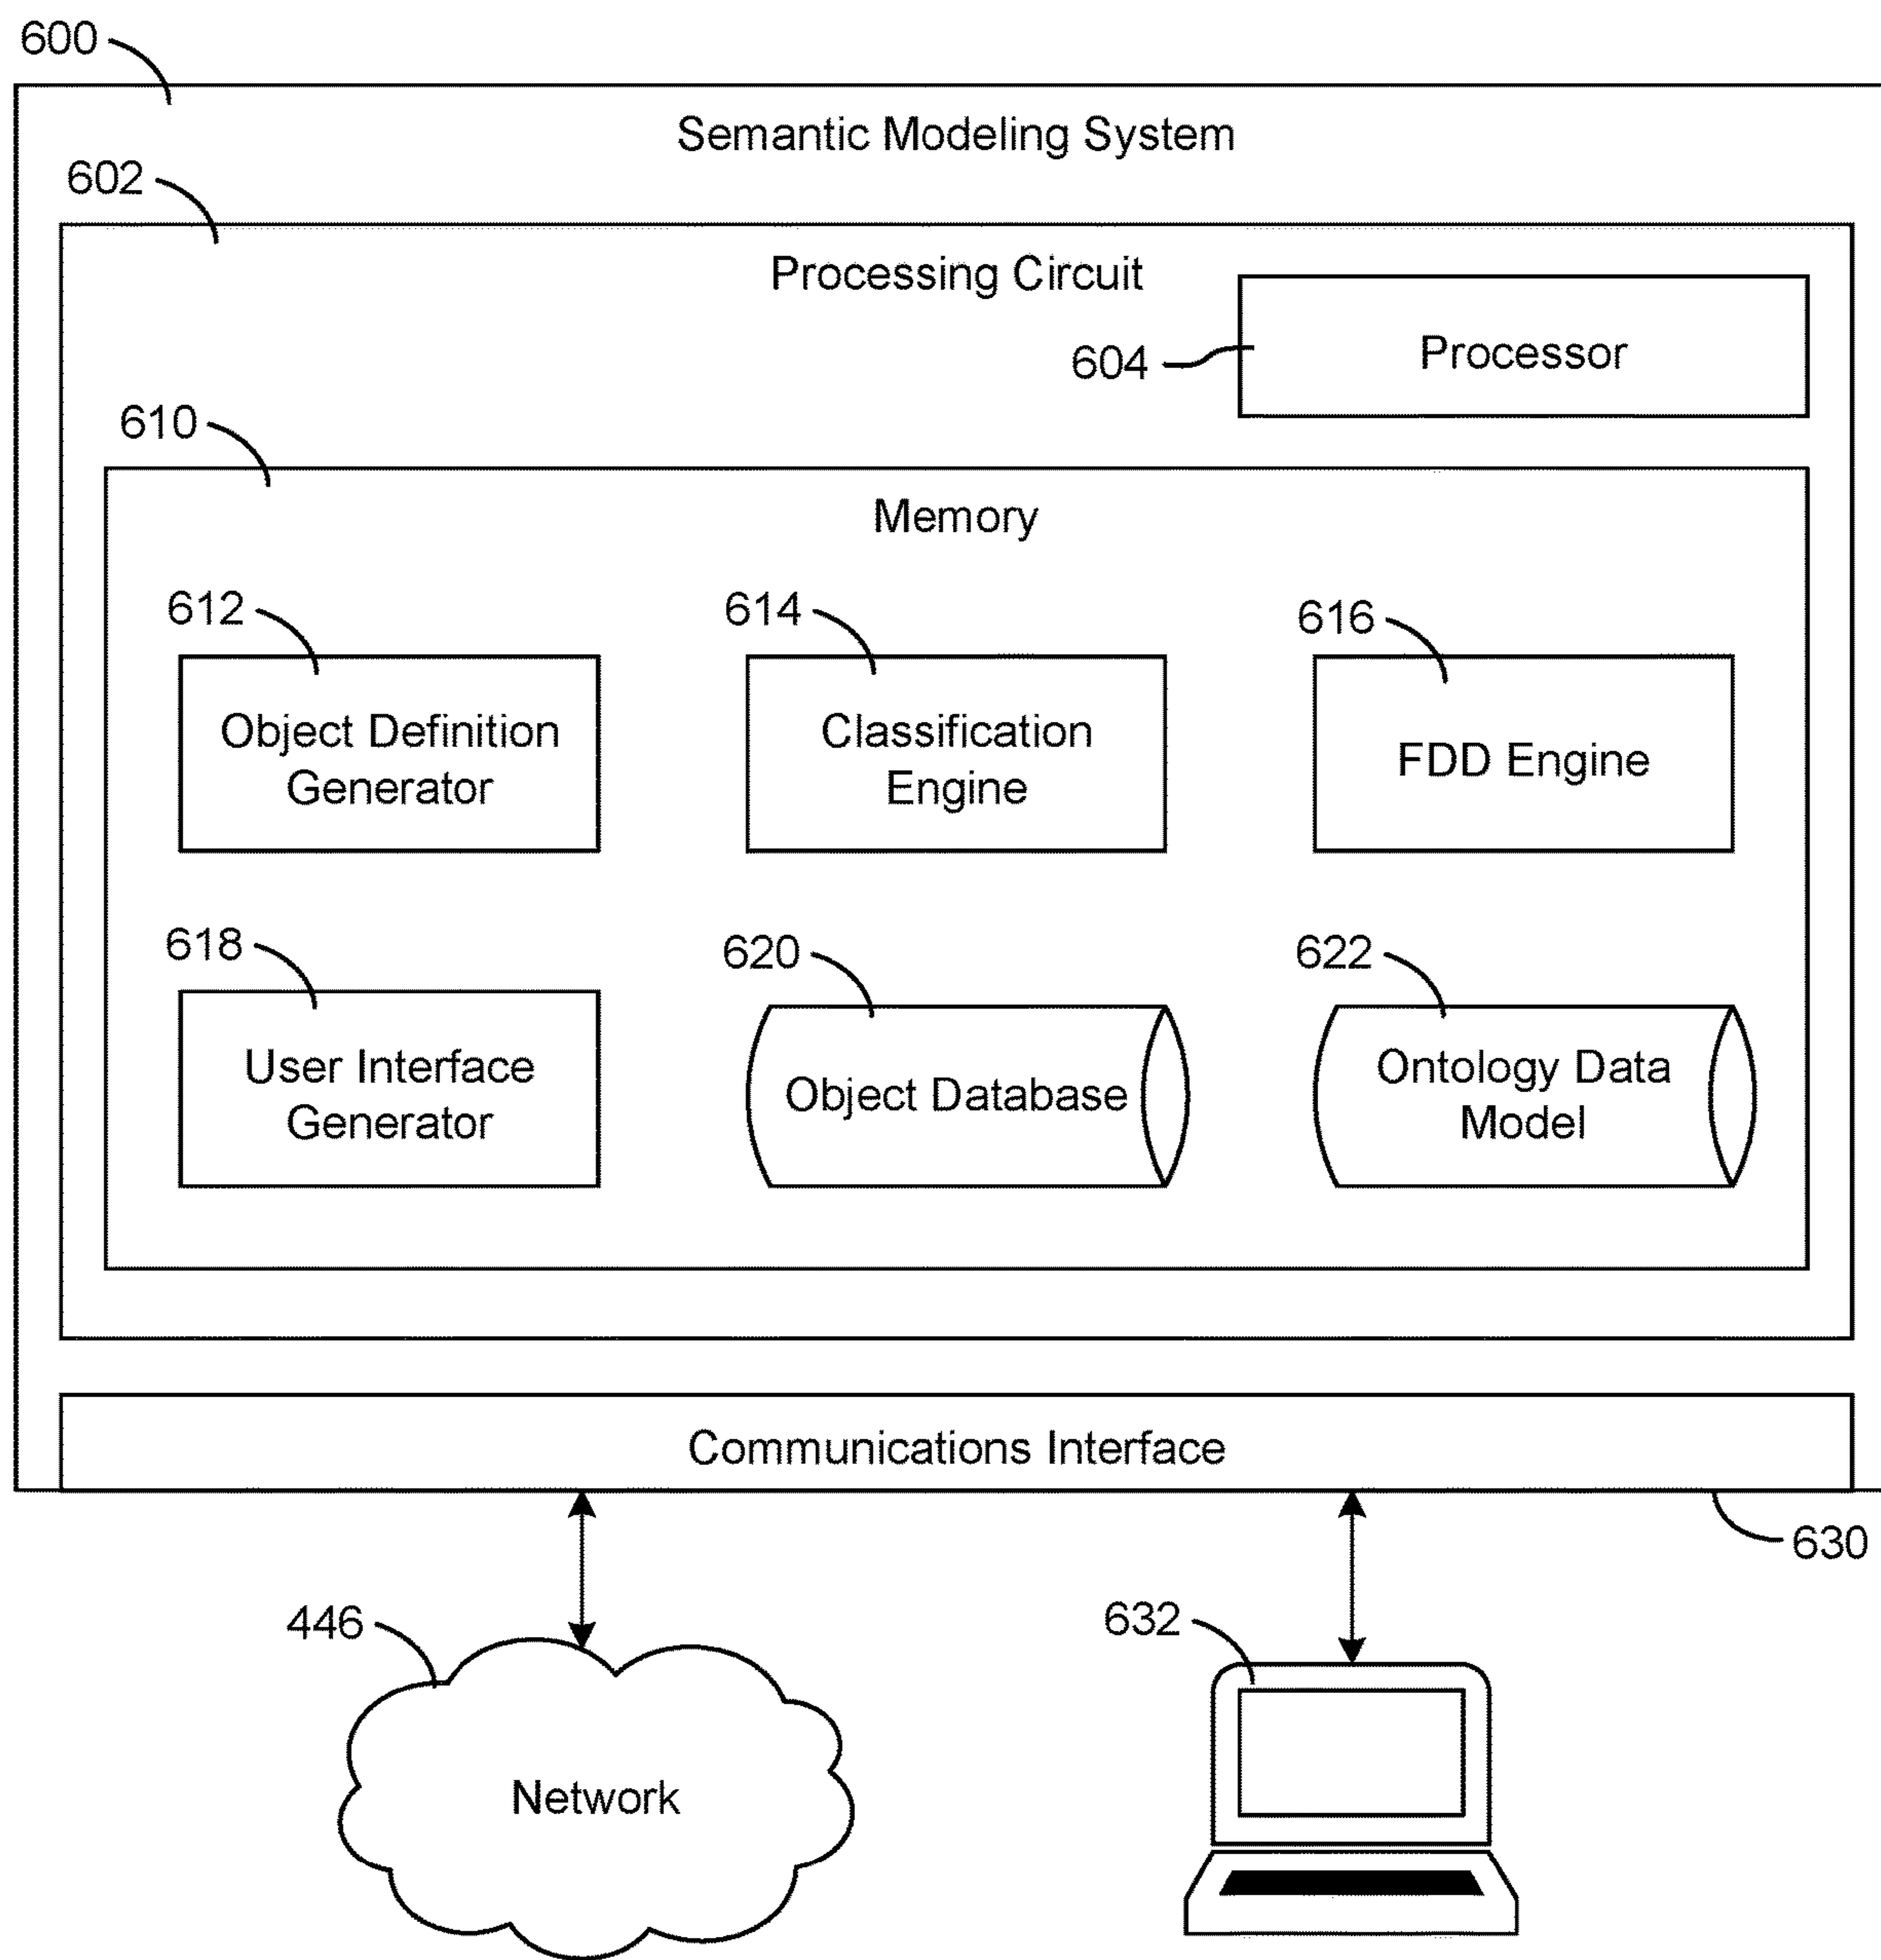 600
Semantic Modeling System
602
Processing Circuit
604
Processor
610
Memory
612
614
616
Object Definition
Generator
Classification
Engine
FDD Engine
618
620
622
User Interface
Generator
Object Database
Ontology Data
Model
Communications Interface
630
446
632
Network